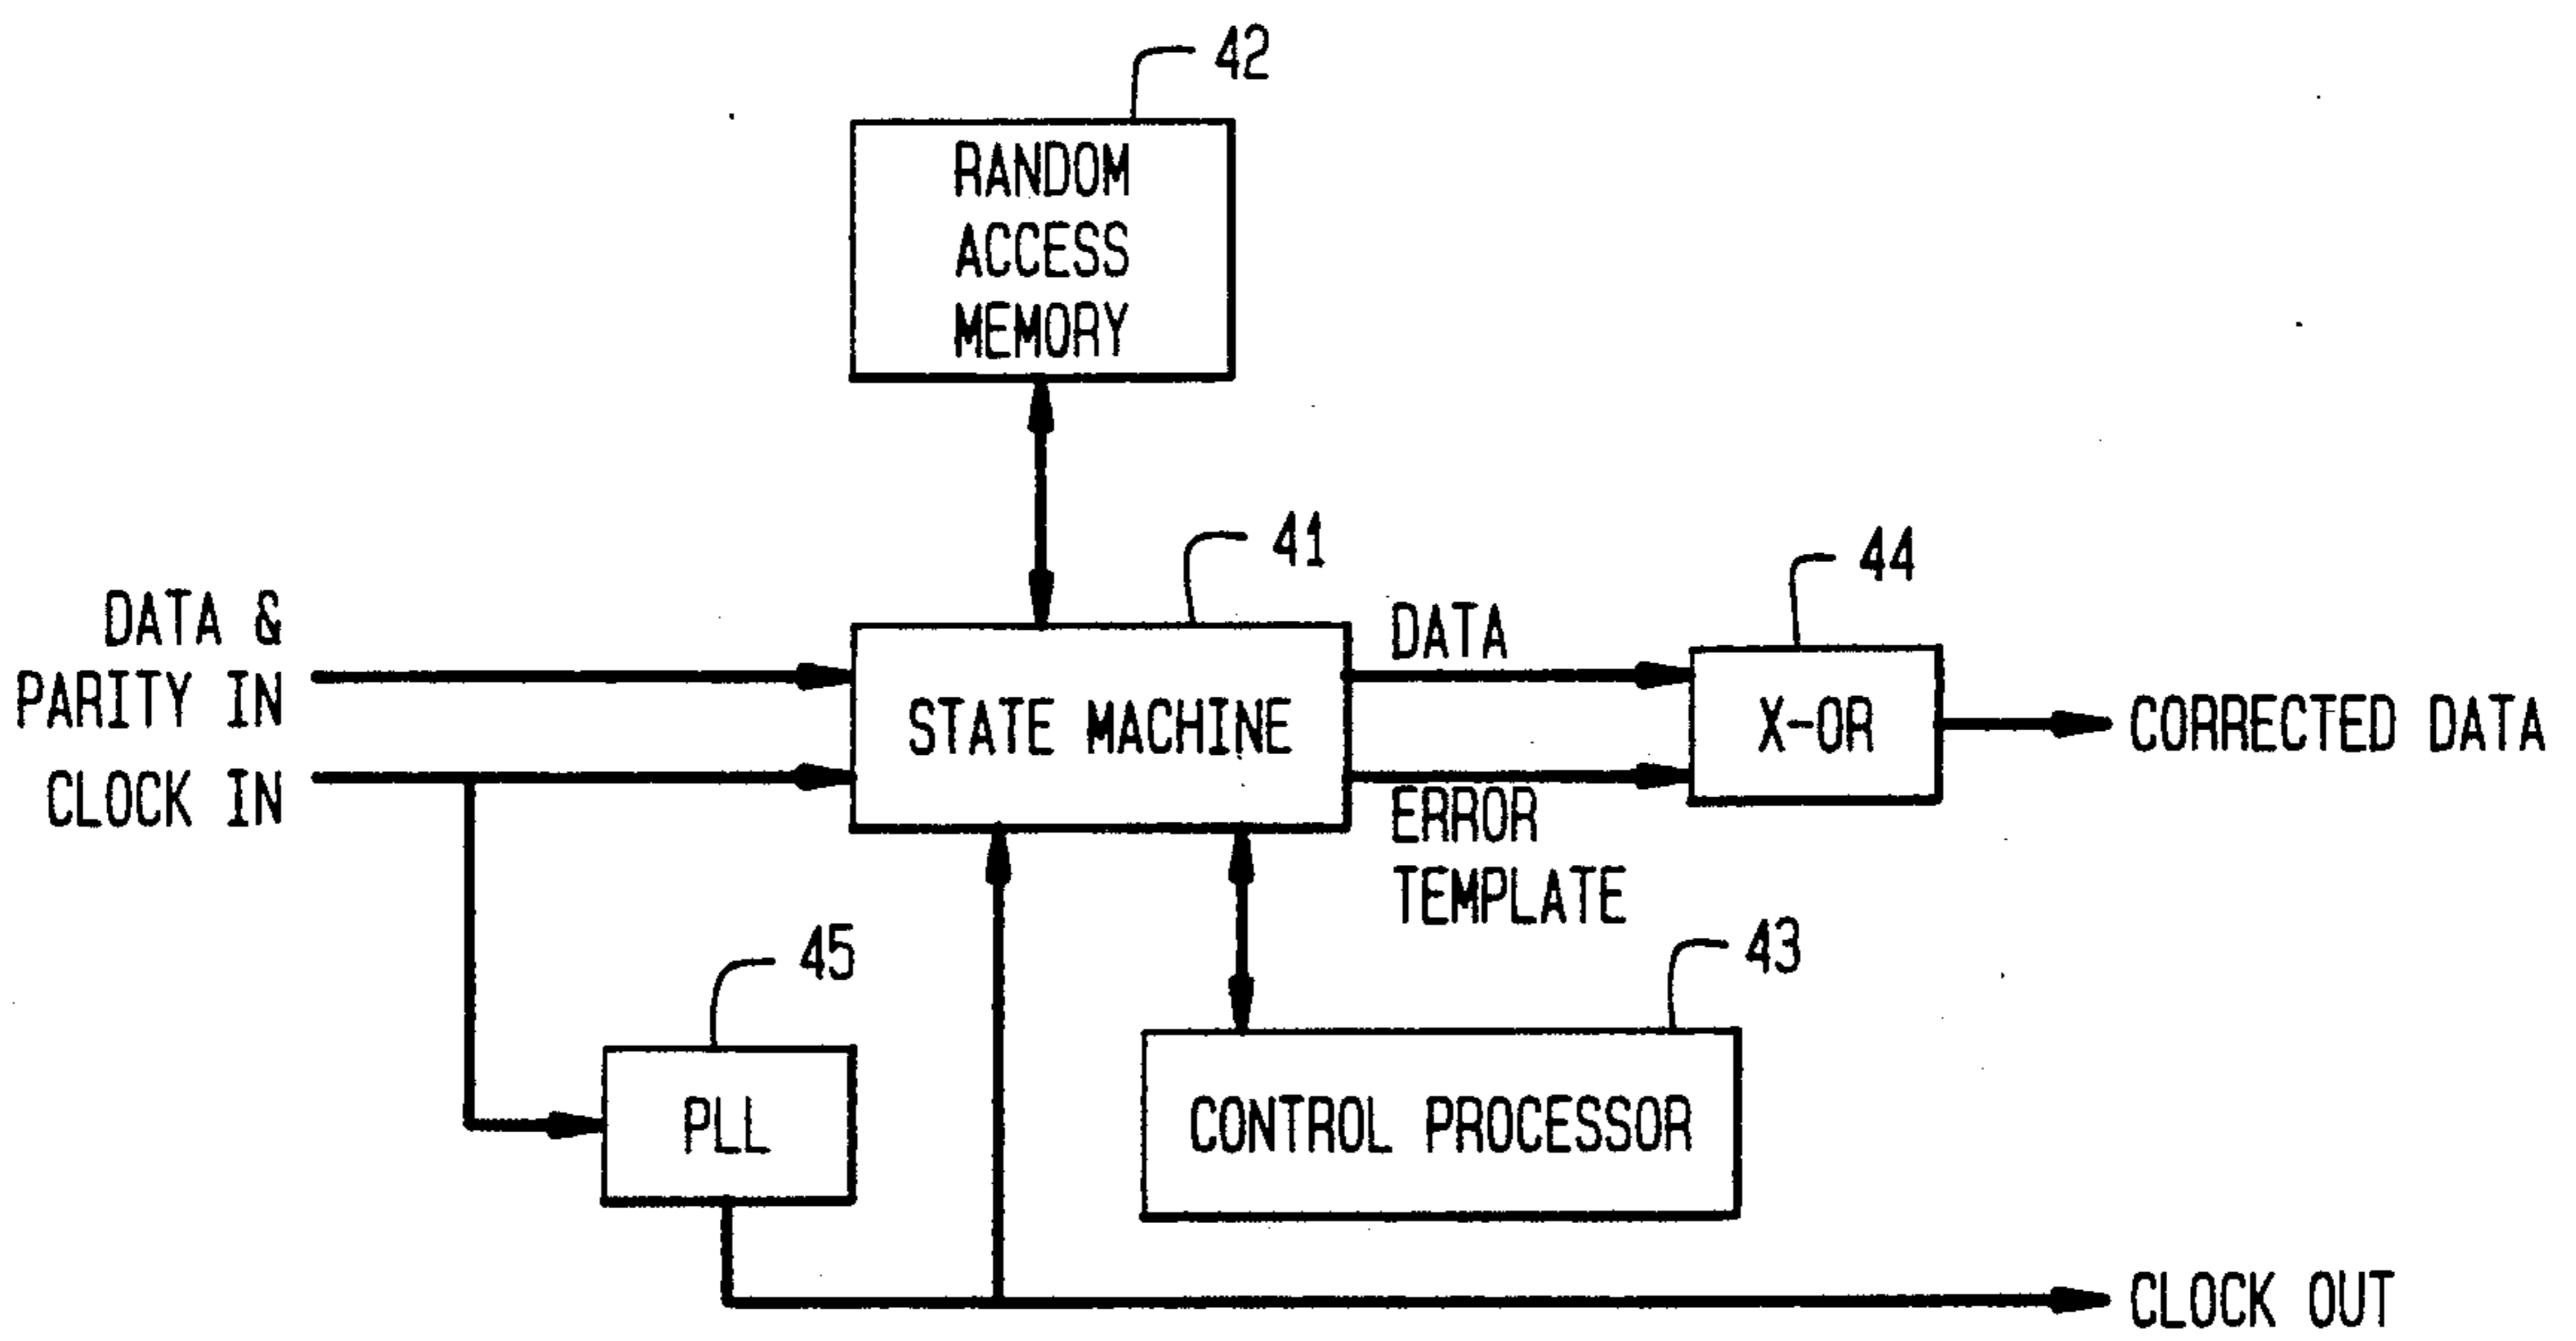 42
RANDOM
ACCESS
MEMORY
41
44
DATA &
PARITY IN
CLOCK IN
STATE MACHINE
DATA
ERROR
TEMPLATE
X-OR
CORRECTED DATA
45
43
PLL
CONTROL PROCESSOR
CLOCK OUT